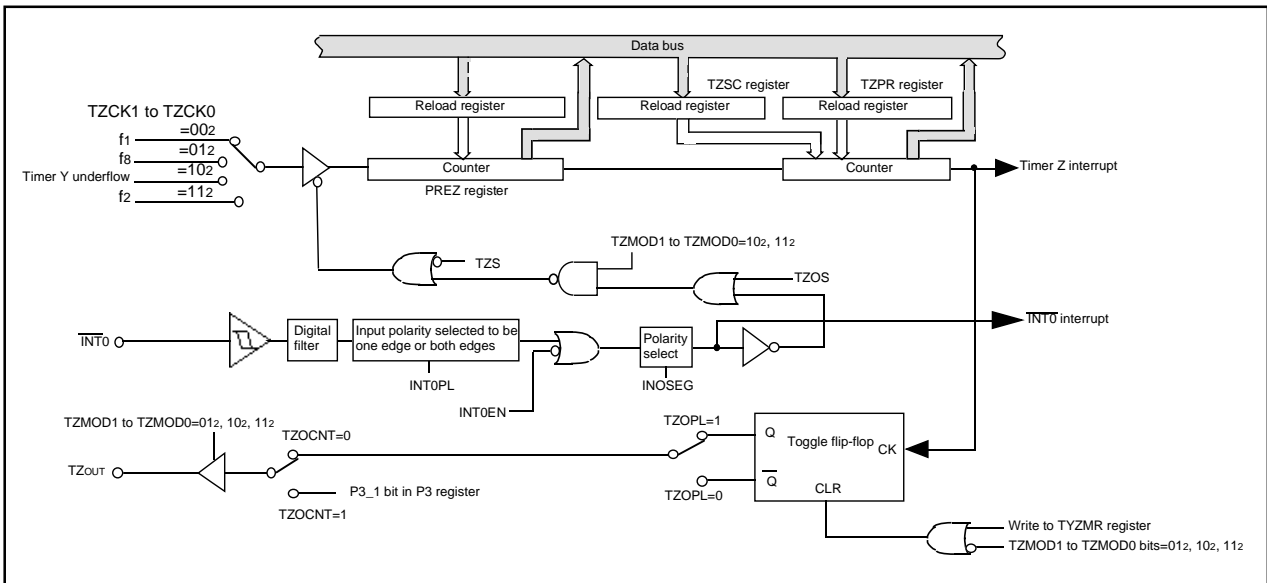 Data bus
TZSC register
TZPR register
Reload register
Reload register
Reload register
TZCK1 to TZCK0
f1
=002
f8
=012
Timer Y underflow
=102
f2
=112
Counter
PREZ register
Counter
Timer Z interrupt
TZMOD1 to TZMOD0=102, 112
TZS
TZOS
INT0
Digital
filter
Input polarity selected to be
one edge or both edges
INT0PL
INT0EN
Polarity
select
INOSEG
INT0 interrupt
TZMOD1 to TZMOD0=012, 102, 112
TZOCNT=0
TZOUT
P3_1 bit in P3 register
TZOCNT=1
TZOPL=1
TZOPL=0
Q
Toggle flip-flop
CK
Q
CLR
Write to TYZMR register
TZMOD1 to TZMOD0 bits=012, 102, 112